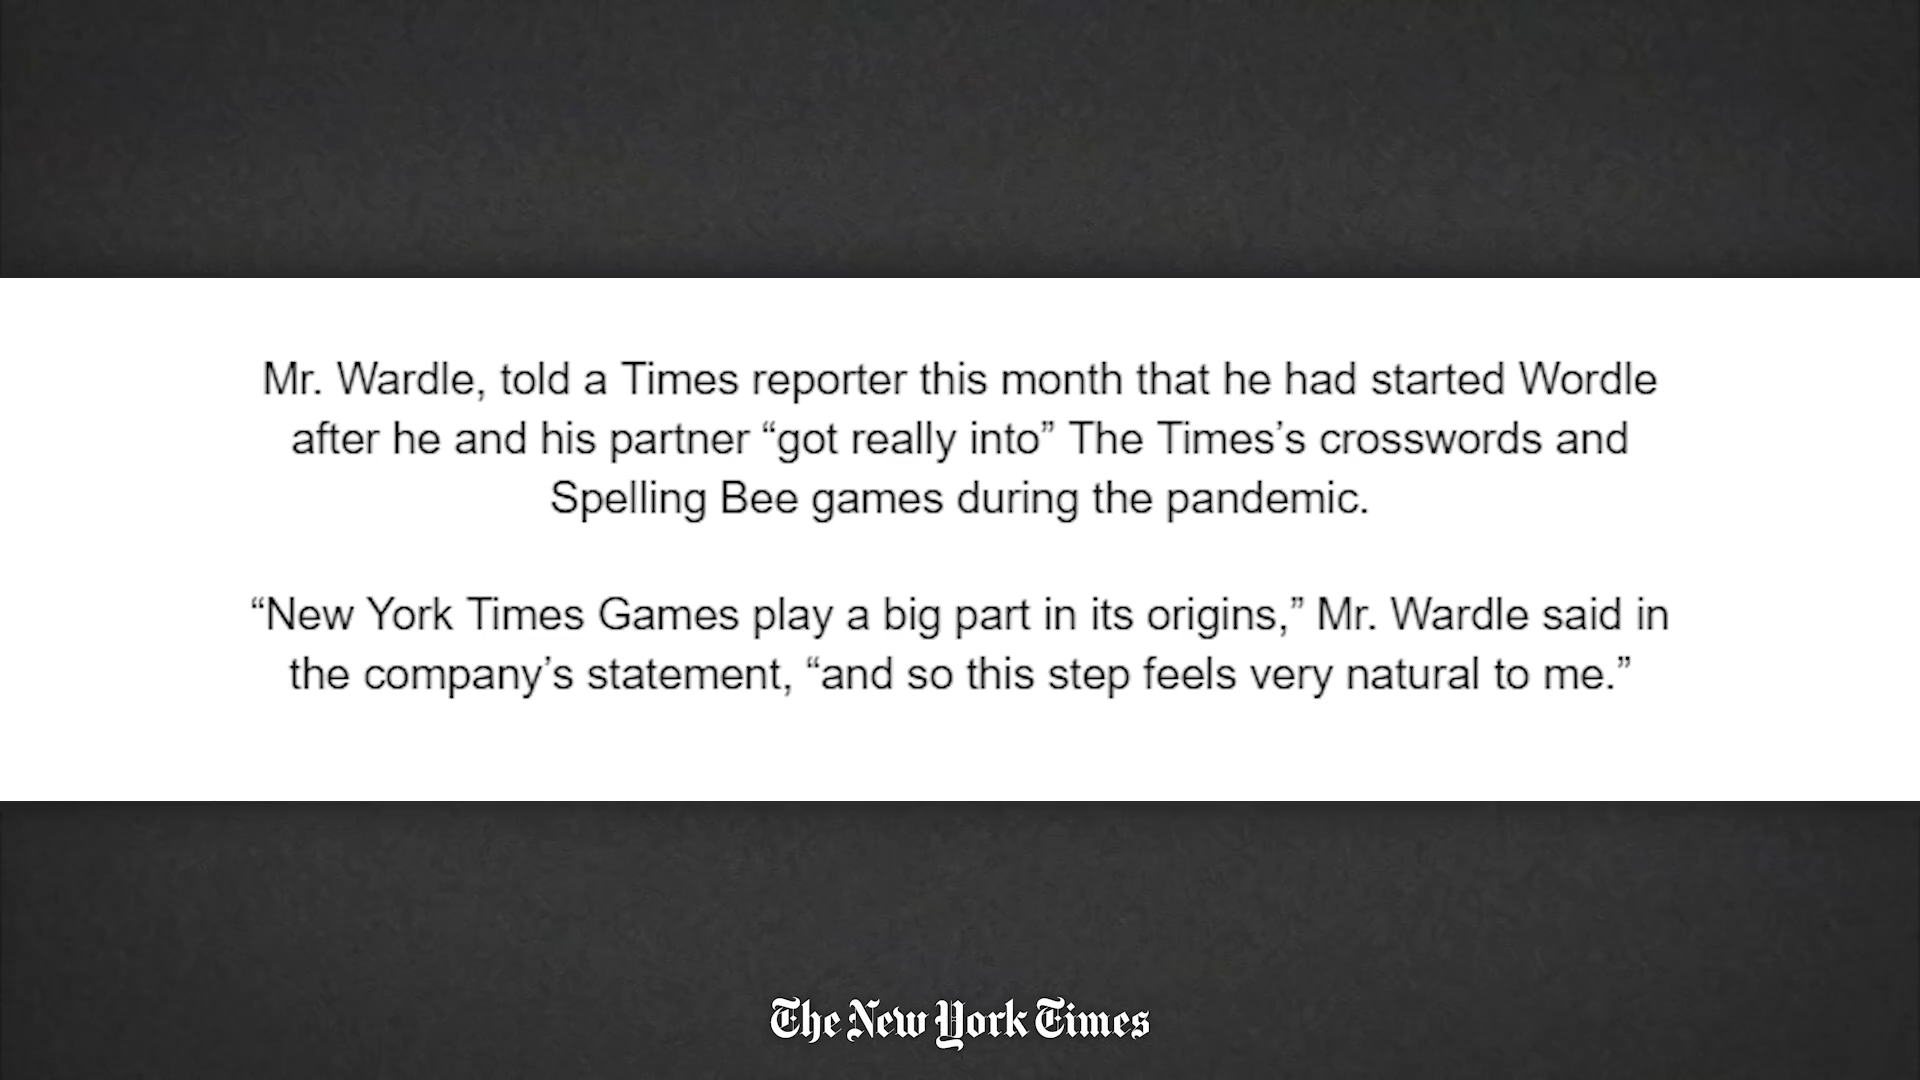 Mr. Wardle, told a Times reporter this month that he had started Wordle
after he and his partner “got really into” The Times’s crosswords and
Spelling Bee games during the pandemic.
“New York Times Games play a big part in its origins,” Mr. Wardle said in
the company’s statement, “and so this step feels very natural to me.”
The New York Times